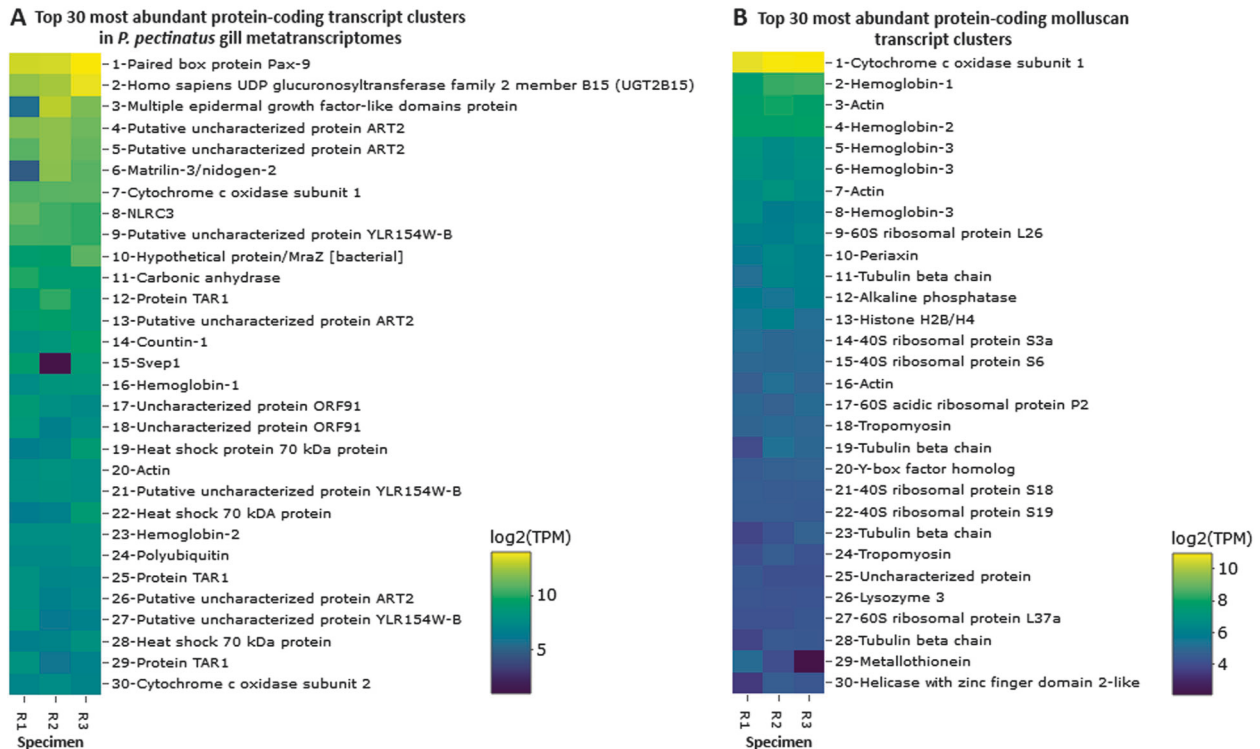 A Top 30 most abundant protein-coding transcript clusters
in P. pectinatus gill metatranscriptomes
1-Paired box protein Pax-9
2-Homo sapiens UDP glucuronosyltransferase family 2 member B15 (UGT2B15)
3-Multiple epidermal growth factor-like domains protein
4-Putative uncharacterized protein ART2
5-Putative uncharacterized protein ART2
6-Matrilin-3/nidogen-2
7-Cytochrome c oxidase subunit 1
8-NLRC3
9-Putative uncharacterized protein YLR154W-B
10-Hypothetical protein/MraZ [bacterial]
11-Carbonic anhydrase
12-Protein TAR1
13-Putative uncharacterized protein ART2
14-Countin-1
15-Svep1
16-Hemoglobin-1
17-Uncharacterized protein ORF91
18-Uncharacterized protein ORF91
19-Heat shock protein 70 kDa protein
20-Actin
21-Putative uncharacterized protein YLR154W-B
22-Heat shock 70 kDA protein
23-Hemoglobin-2
24-Polyubiquitin
25-Protein TAR1
26-Putative uncharacterized protein ART2
27-Putative uncharacterized protein YLR154W-B
28-Heat shock 70 kDa protein
29-Protein TAR1
30-Cytochrome c oxidase subunit 2
R1 R2 R3
Specimen
log2(TPM)
10
5
B Top 30 most abundant protein-coding molluscan
transcript clusters
1-Cytochrome c oxidase subunit 1
2-Hemoglobin-1
3-Actin
4-Hemoglobin-2
5-Hemoglobin-3
6-Hemoglobin-3
7-Actin
8-Hemoglobin-3
9-60S ribosomal protein L26
10-Periaxin
11-Tubulin beta chain
12-Alkaline phosphatase
13-Histone H2B/H4
14-40S ribosomal protein S3a
15-40S ribosomal protein S6
16-Actin
17-60S acidic ribosomal protein P2
18-Tropomyosin
19-Tubulin beta chain
20-Y-box factor homolog
21-40S ribosomal protein S18
22-40S ribosomal protein S19
23-Tubulin beta chain
24-Tropomyosin
25-Uncharacterized protein
26-Lysozyme 3
27-60S ribosomal protein L37a
28-Tubulin beta chain
29-Metallothionein
30-Helicase with zinc finger domain 2-like
R1 R2 R3
Specimen
log2(TPM)
10
8
6
4